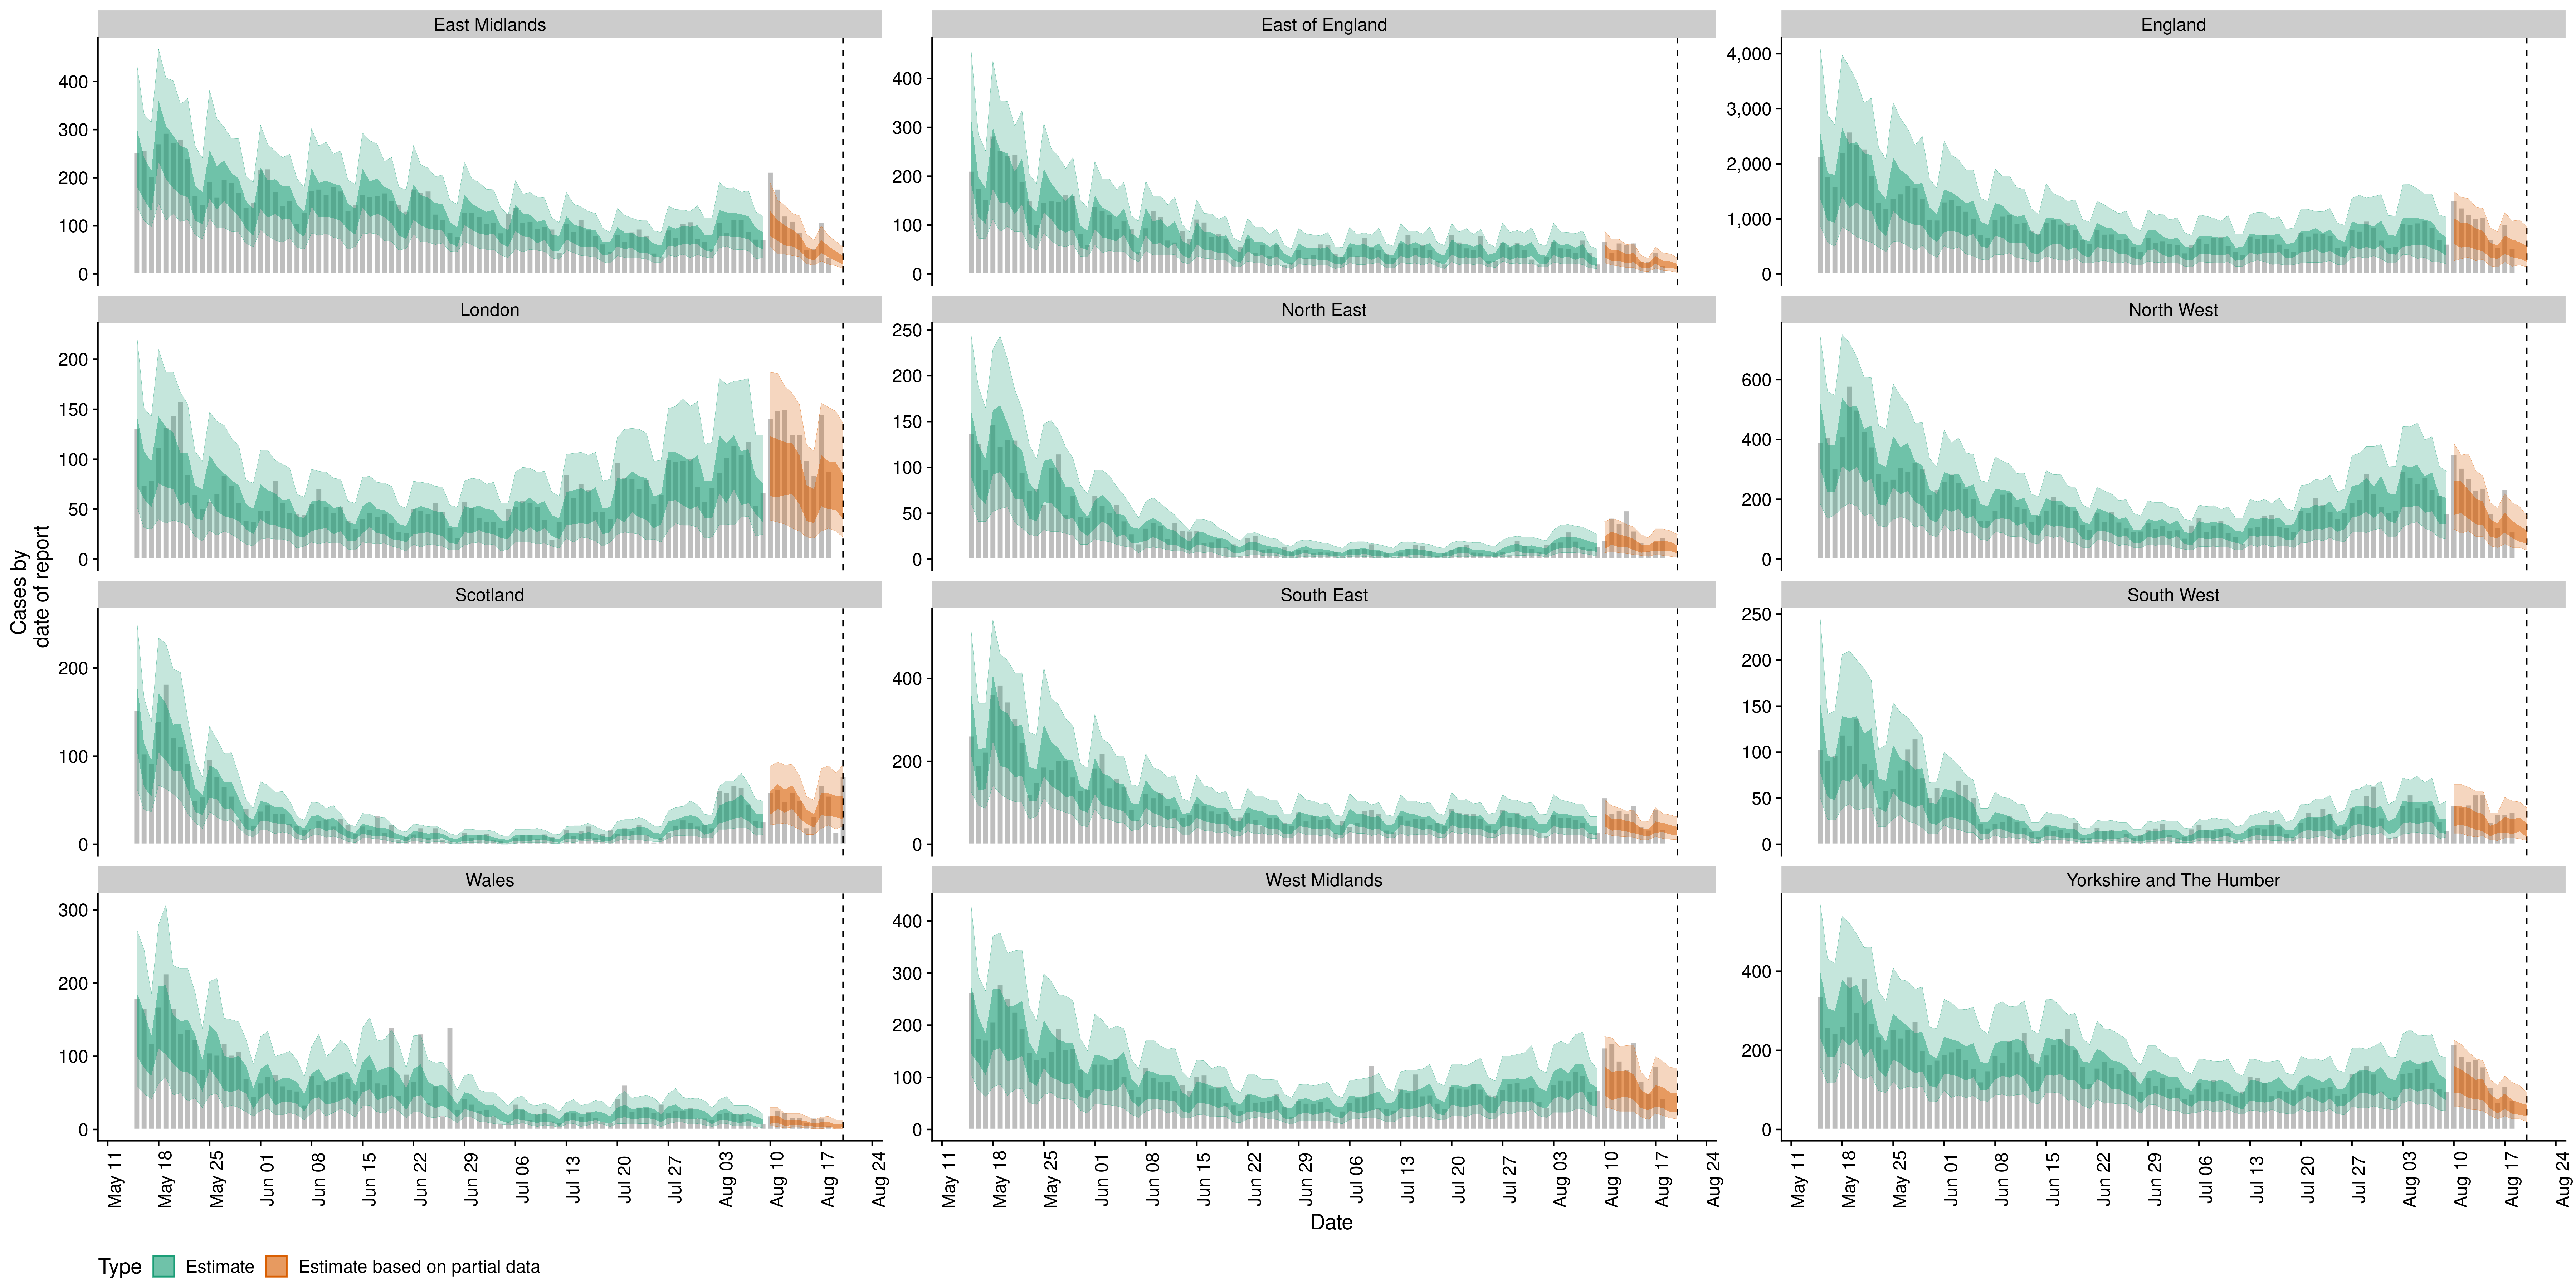 East Midlands
East of England
England
400
300
200
100
0
400
300
200
100
0
4,000
3,000
2,000
1,000
0
London
North East
North West
200
150
100
50
0
250
200
150
100
50
0
600
400
200
0
Cases by
date of report
Scotland
South East
South West
200
100
0
400
200
0
250
200
150
100
50
0
Wales
West Midlands
Yorkshire and The Humber
300
200
100
0
400
300
200
100
0
400
200
0
May 11
May 18
May 25
Jun 01
Jun 08
Jun 15
Jun 22
Jun 29
Jul 06
Jul 13
Jul 20
Jul 27
Aug 03
Aug 10
Aug 17
Aug 24
May 11
May 18
May 25
Jun 01
Jun 08
Jun 15
Jun 22
Jun 29
Jul 06
Jul 13
Jul 20
Jul 27
Aug 03
Aug 10
Aug 17
Aug 24
May 11
May 18
May 25
Jun 01
Jun 08
Jun 15
Jun 22
Jun 29
Jul 06
Jul 13
Jul 20
Jul 27
Aug 03
Aug 10
Aug 17
Aug 24
Date
Type
Estimate
Estimate based on partial data